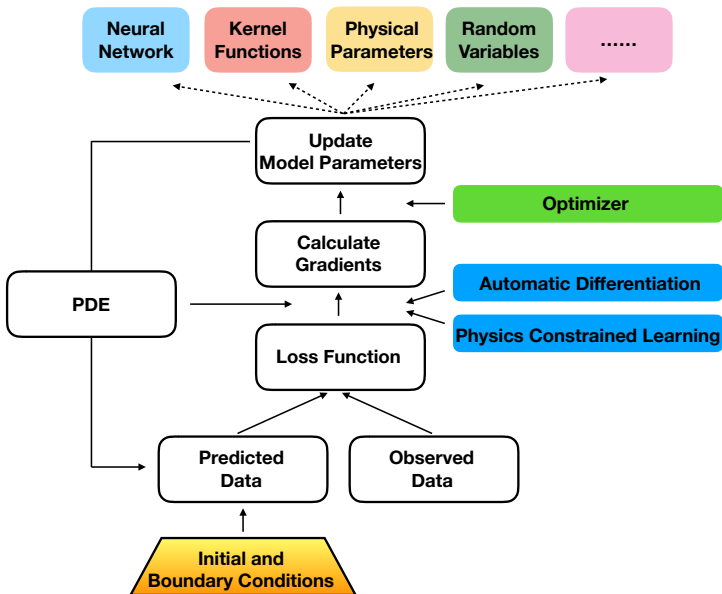 Neural
Network
Kernel
Functions
Physical
Parameters
Random
Variables
......
Update
Model Parameters
Optimizer
Calculate
Gradients
Automatic Differentiation
PDE
Physics Constrained Learning
Loss Function
Predicted
Data
Observed
Data
Initial and
Boundary Conditions